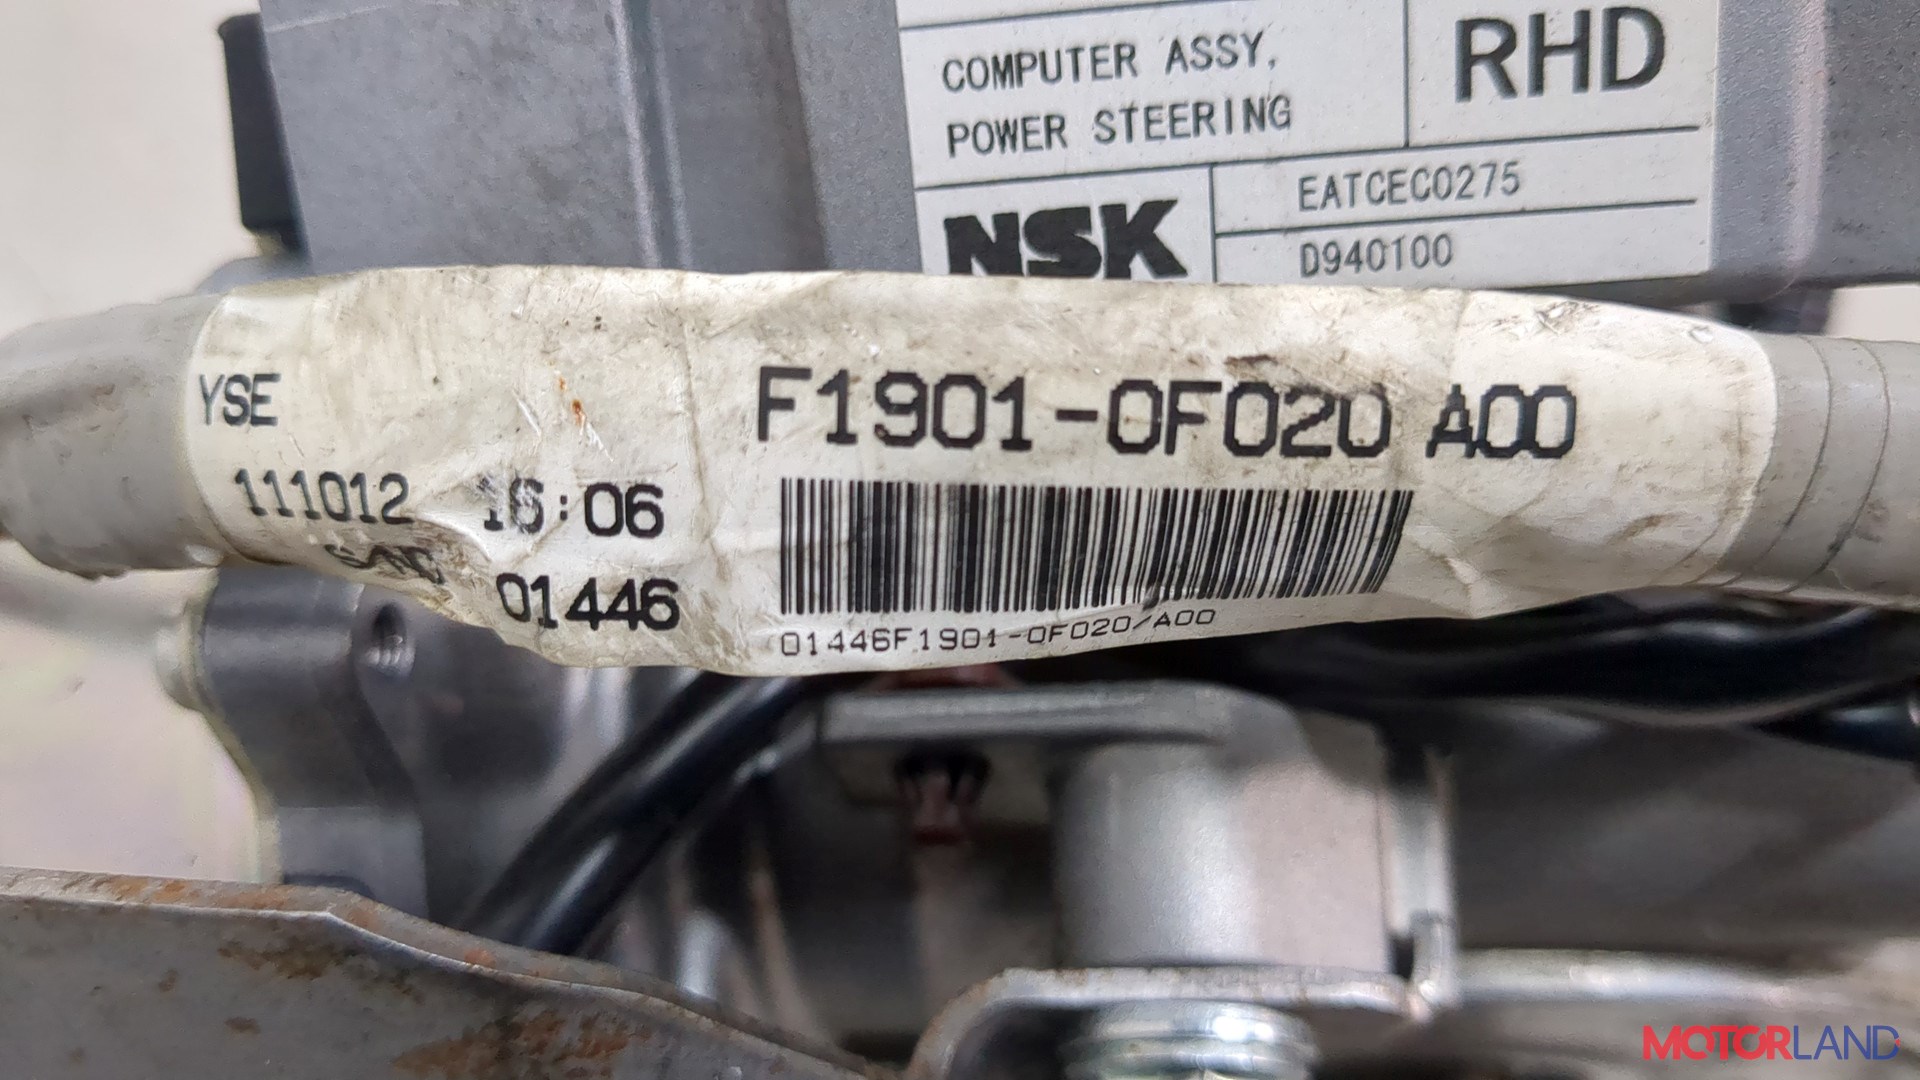 COMPUTER ASSY,
POWER STEERING
RHD
NSK
EATCEC0275
D940100
YSE
F1901-0F020 A00
111012 16:06
01446
01446F1901-0F020/A00
MOTORLAND